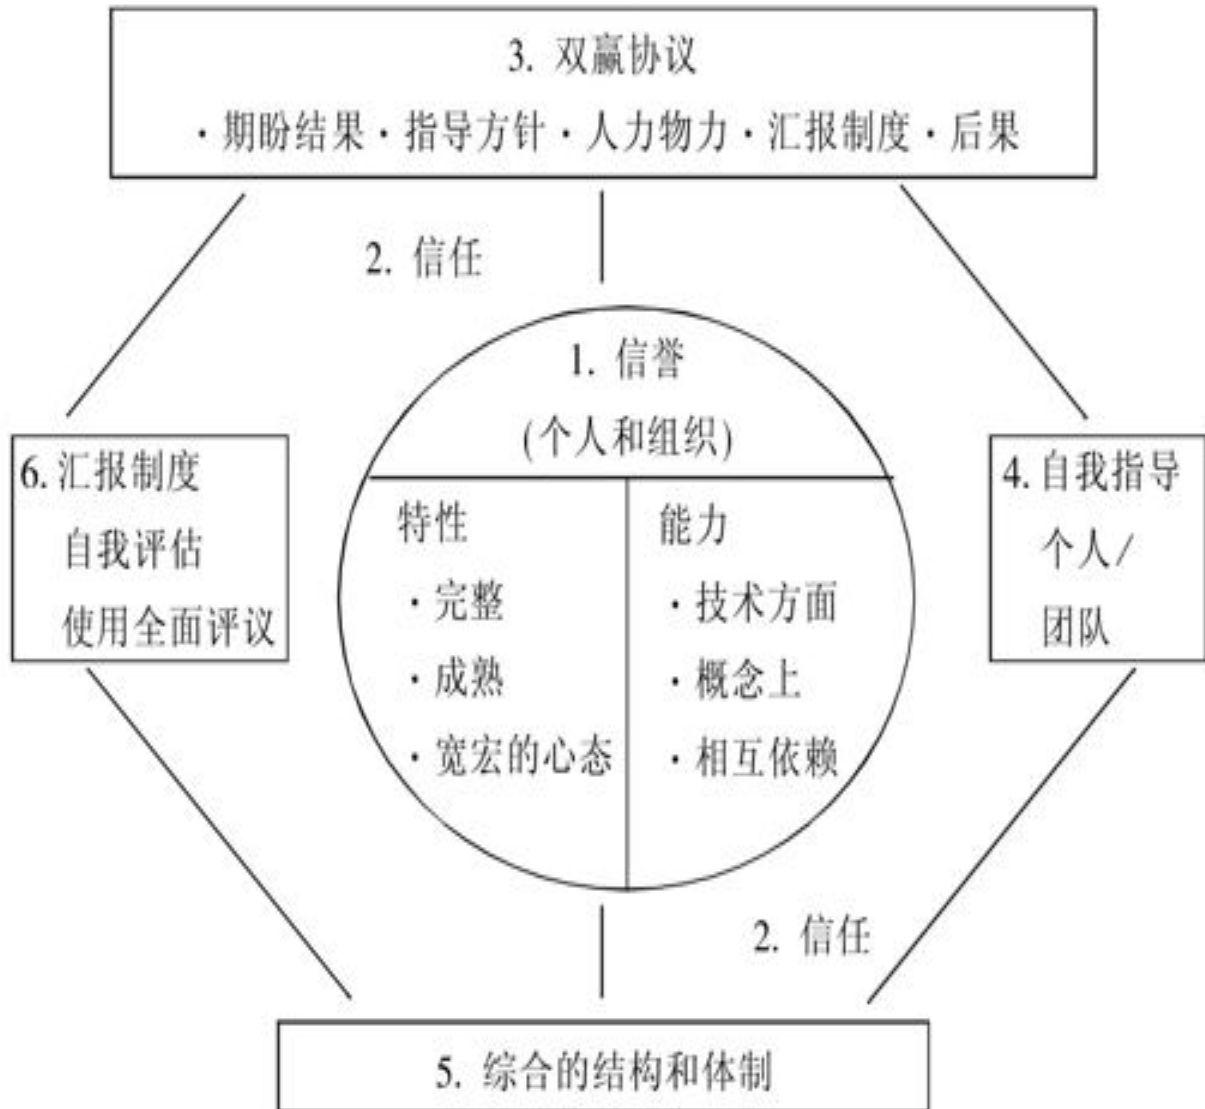 3. 双赢协议
·期盼结果·指导方针·人力物力·汇报制度·后果
2. 信任
1. 信誉
(个人和组织)
特性
·完整
·成熟
·宽宏的心态
能力
·技术方面
·概念上
·相互依赖
6. 汇报制度
自我评估
使用全面评议
4. 自我指导
个人/
团队
2. 信任
5. 综合的结构和体制